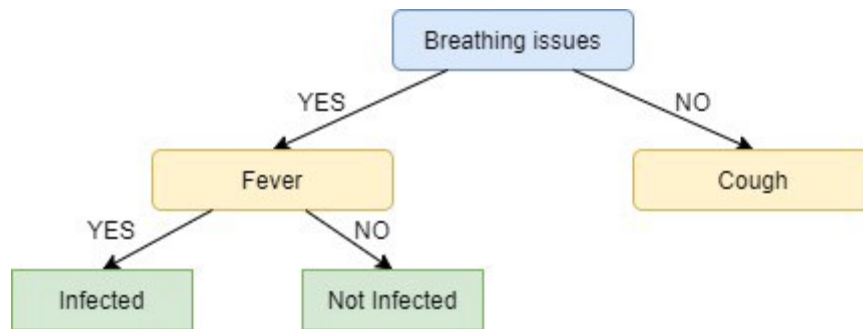 Breathing issues
YES
NO
Fever
Cough
YES
NO
Infected
Not Infected